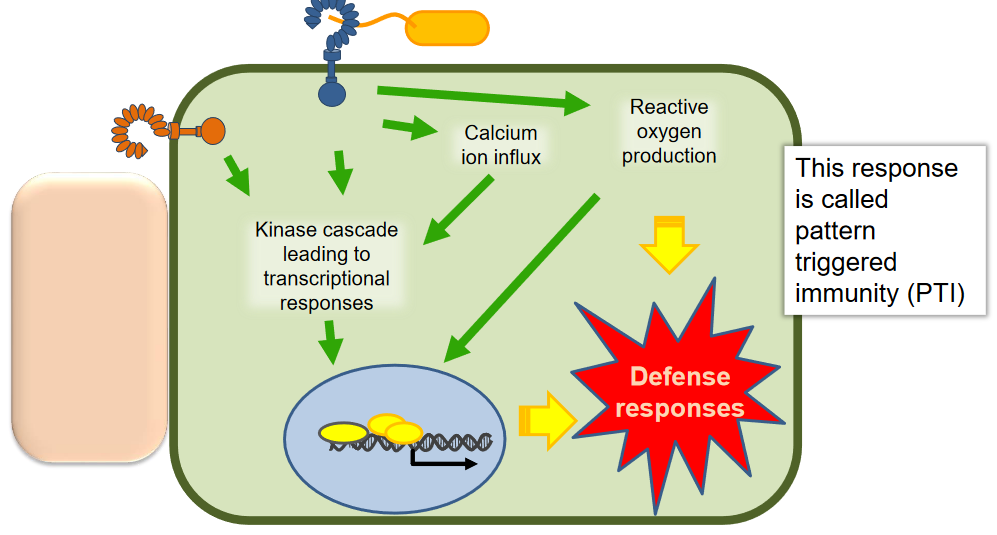 Reactive
oxygen
production
Calcium
ion influx
This response
is called
pattern
triggered
immunity (PTI)
Kinase cascade
leading to
transcriptional
responses
Defense
responses